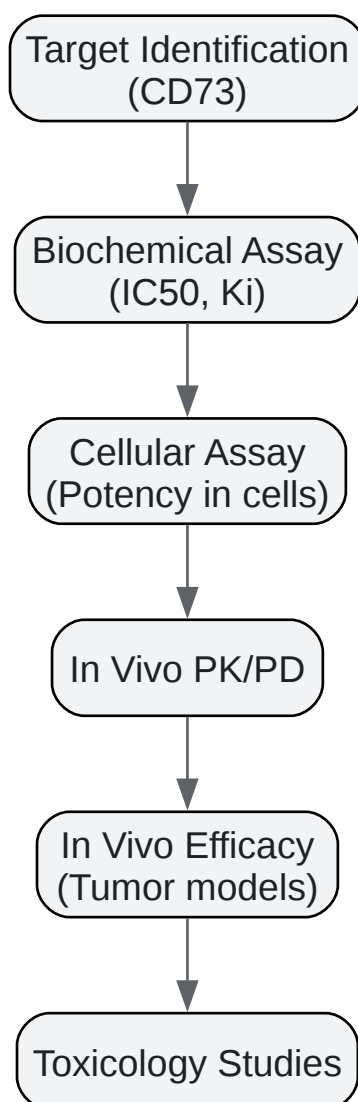 Target Identification
(CD73)
Biochemical Assay
(IC50, Ki)
Cellular Assay
(Potency in cells)
In Vivo PK/PD
In Vivo Efficacy
(Tumor models)
Toxicology Studies